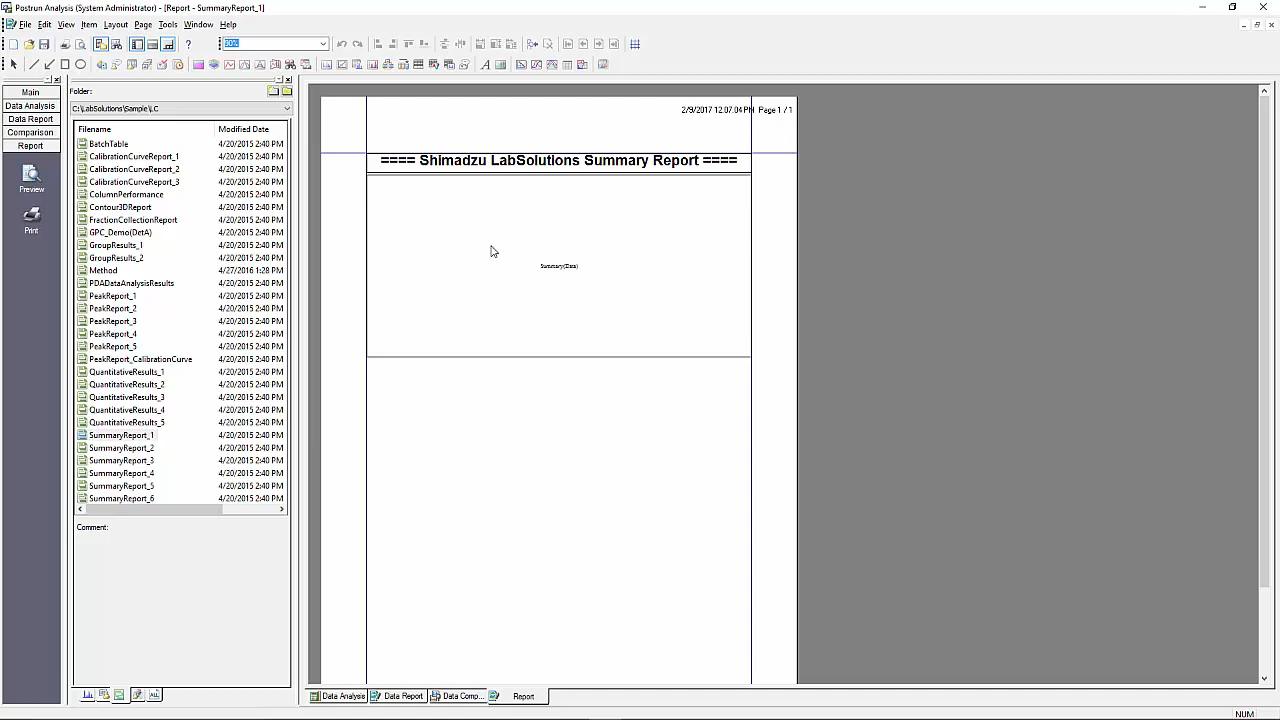 Postrun Analysis (System Administrator) - [Report - SummaryReport_1]
File Edit View Item Layout Page Tools Window Help
90%
Main
Data Analysis
Data Report
Comparison
Report
Preview
Print
Folder:
C:\LabSolutions\Sample\LC
Filename Modified Date
BatchTable 4/20/2015 2:40 PM
CalibrationCurveReport_1 4/20/2015 2:40 PM
CalibrationCurveReport_2 4/20/2015 2:40 PM
CalibrationCurveReport_3 4/20/2015 2:40 PM
ColumnPerformance 4/20/2015 2:40 PM
Contour3DReport 4/20/2015 2:40 PM
FractionCollectionReport 4/20/2015 2:40 PM
GPC_Demo(DetA) 4/20/2015 2:40 PM
GroupResults_1 4/20/2015 2:40 PM
GroupResults_2 4/20/2015 2:40 PM
Method 4/27/2016 1:28 PM
PDADataAnalysisResults 4/20/2015 2:40 PM
PeakReport_1 4/20/2015 2:40 PM
PeakReport_2 4/20/2015 2:40 PM
PeakReport_3 4/20/2015 2:40 PM
PeakReport_4 4/20/2015 2:40 PM
PeakReport_5 4/20/2015 2:40 PM
PeakReport_CalibrationCurve 4/20/2015 2:40 PM
QuantitativeResults_1 4/20/2015 2:40 PM
QuantitativeResults_2 4/20/2015 2:40 PM
QuantitativeResults_3 4/20/2015 2:40 PM
QuantitativeResults_4 4/20/2015 2:40 PM
QuantitativeResults_5 4/20/2015 2:40 PM
SummaryReport_1 4/20/2015 2:40 PM
SummaryReport_2 4/20/2015 2:40 PM
SummaryReport_3 4/20/2015 2:40 PM
SummaryReport_4 4/20/2015 2:40 PM
SummaryReport_5 4/20/2015 2:40 PM
SummaryReport_6 4/20/2015 2:40 PM
Comment:
ALL
2/9/2017 12:07:04 PM Page 1 / 1
==== Shimadzu LabSolutions Summary Report ====
Summary(Data)
Data Analysis Data Report Data Comp... Report
NUM